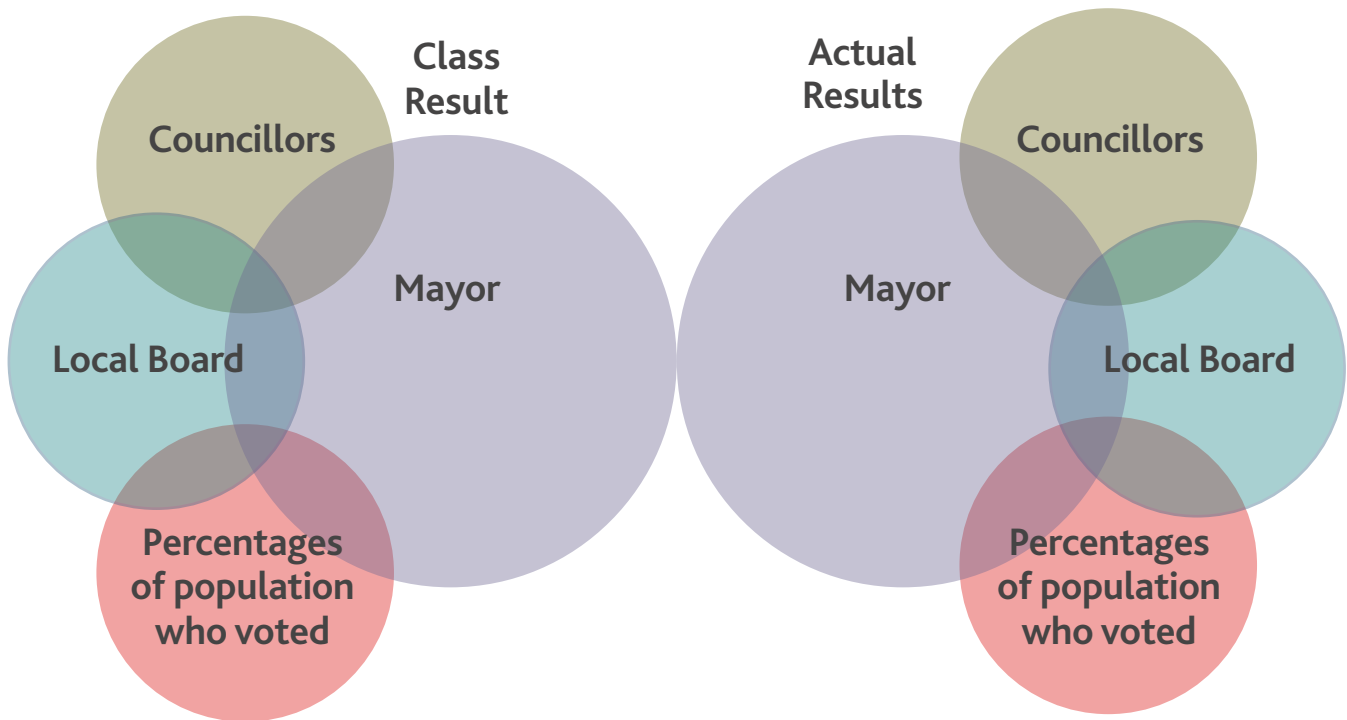 Class
Result
Councillors
Mayor
Local Board
Percentages
of population
who voted
Actual
Results
Councillors
Mayor
Local Board
Percentages
of population
who voted